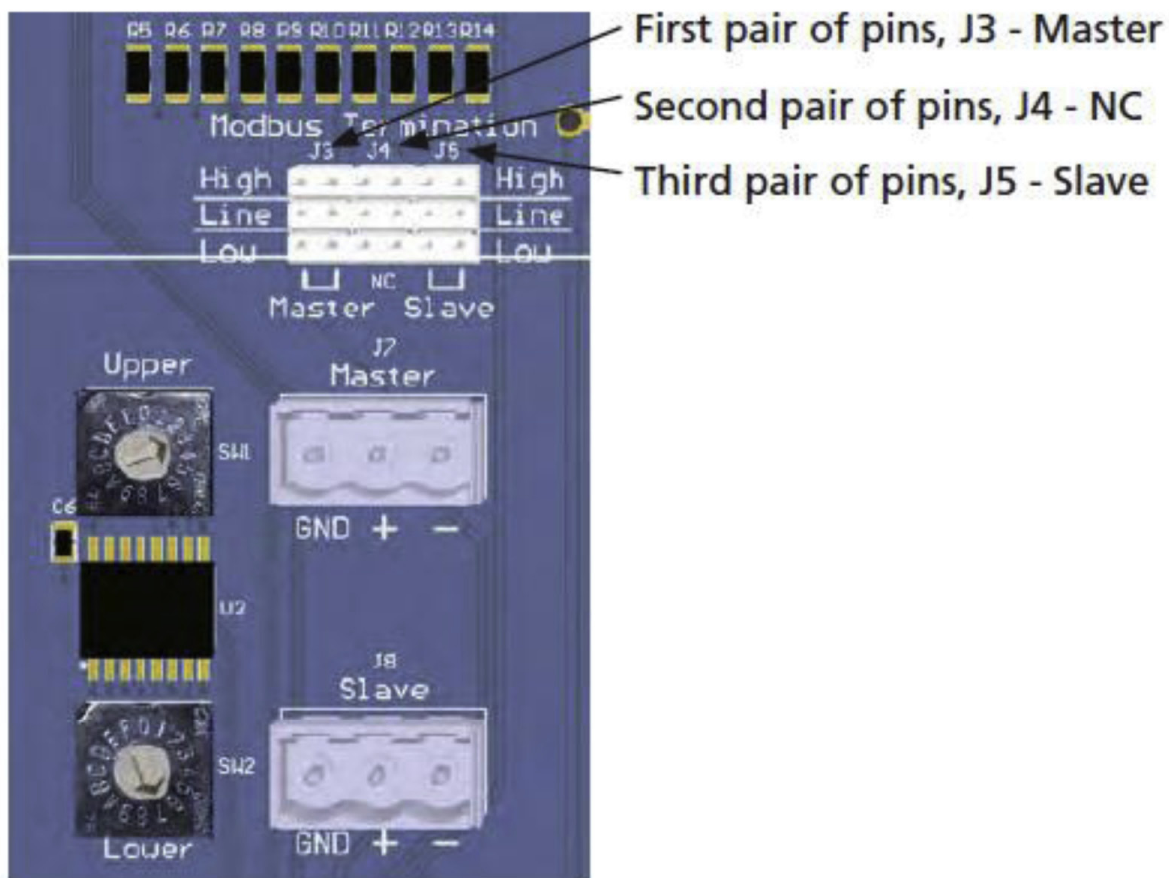 R5 R6 R7 R8 R9 R10 R11 R12 R13 R14
First pair of pins, J3 - Master
Second pair of pins, J4 - NC
Third pair of pins, J5 - Slave
Modbus Termination
J3 J4 J5
High High
Line Line
Low Low
NC
Master Slave
J7
Upper Master
SW1
GND + -
C6
U2
J8
Slave
SW2
Lower
GND + -